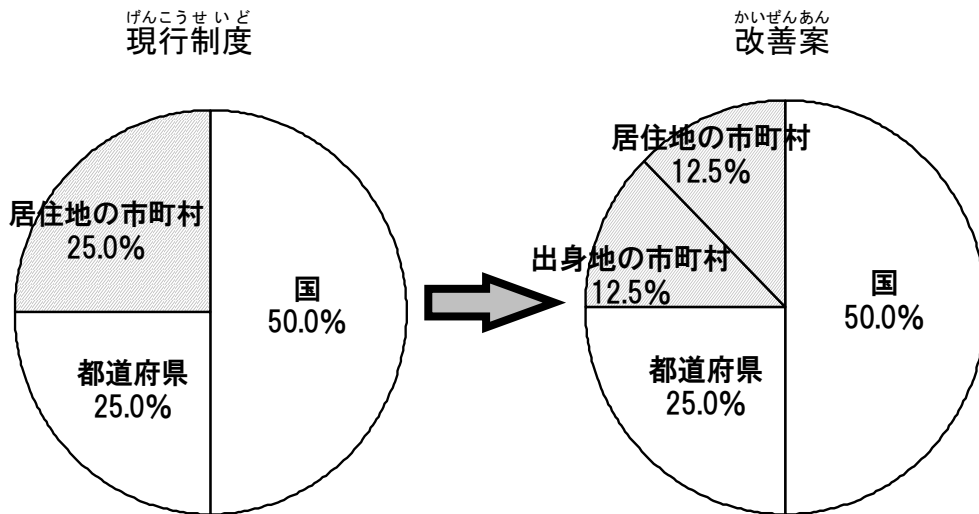 げんこうせいど
現行制度
居住地の市町村
25.0%
国
50.0%
都道府県
25.0%
かいぜんあん
改善案
居住地の市町村
12.5%
出身地の市町村
12.5%
国
50.0%
都道府県
25.0%